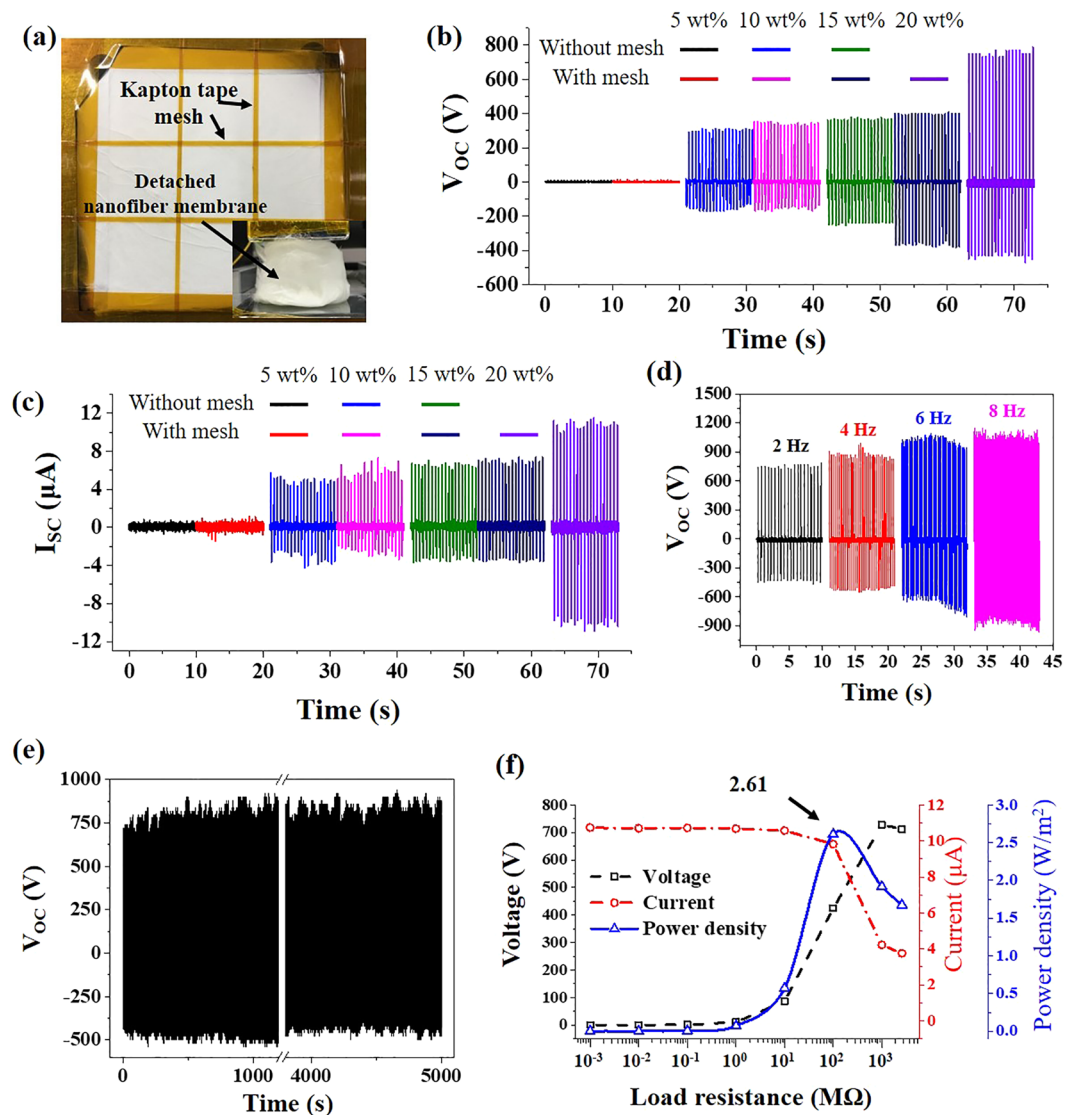 (a)
Kapton tape
mesh
Detached
nanofiber membrane
(b)
5 wt% 10 wt% 15 wt% 20 wt%
Without mesh
With mesh
V_OC (V)
800
600
400
200
0
-200
-400
-600
0 10 20 30 40 50 60 70
Time (s)
(c)
5 wt% 10 wt% 15 wt% 20 wt%
Without mesh
With mesh
I_SC (µA)
12
8
4
0
-4
-8
-12
0 10 20 30 40 50 60 70
Time (s)
(d)
V_OC (V)
1500
1200
900
600
300
0
-300
-600
-900
2 Hz 4 Hz 6 Hz 8 Hz
0 5 10 15 20 25 30 35 40 45
Time (s)
(e)
V_OC (V)
1000
750
500
250
0
-250
-500
0 1000 4000 5000
Time (s)
(f)
2.61
Voltage (V)
800
700
600
500
400
300
200
100
0
Voltage
Current
Power density
12
10
8
6
4
2
0
Current (µA)
3.0
2.5
2.0
1.5
1.0
0.5
0.0
Power density (W/m²)
10⁻³ 10⁻² 10⁻¹ 10⁰ 10¹ 10² 10³
Load resistance (MΩ)